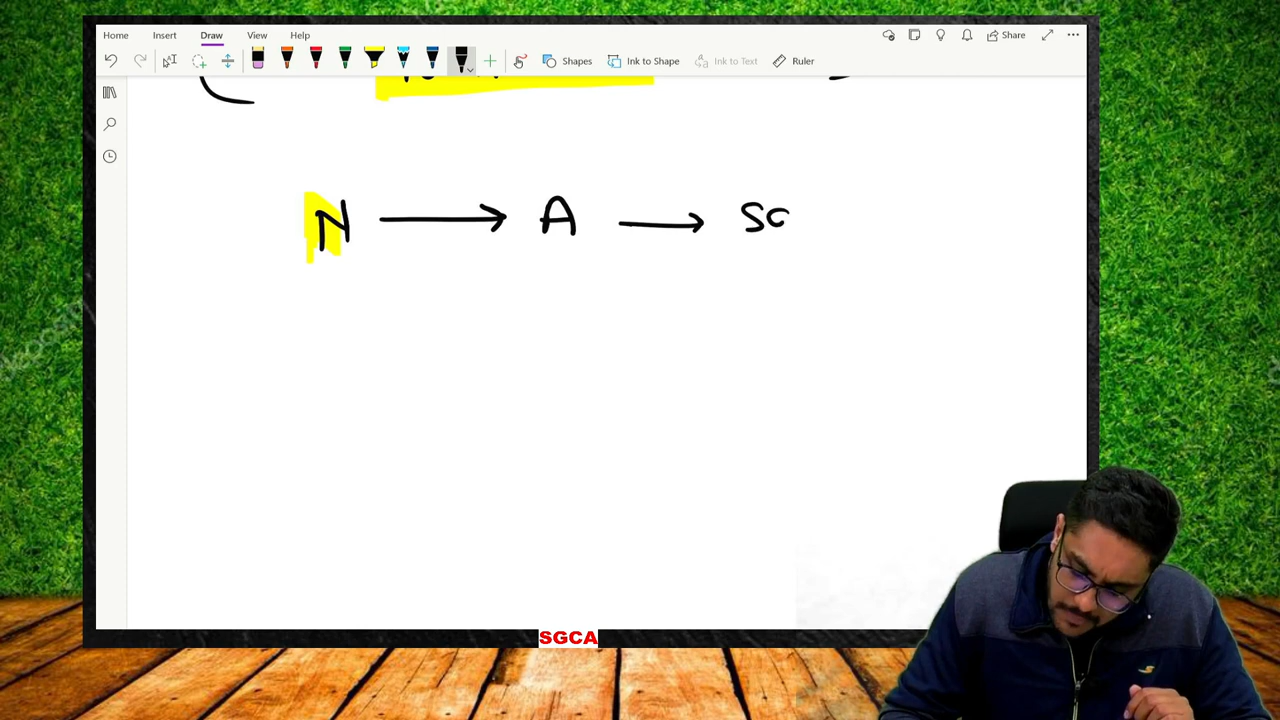 Home Insert Draw View Help
Share
Shapes Ink to Shape Ink to Text Ruler
N → A → SC
SGCA